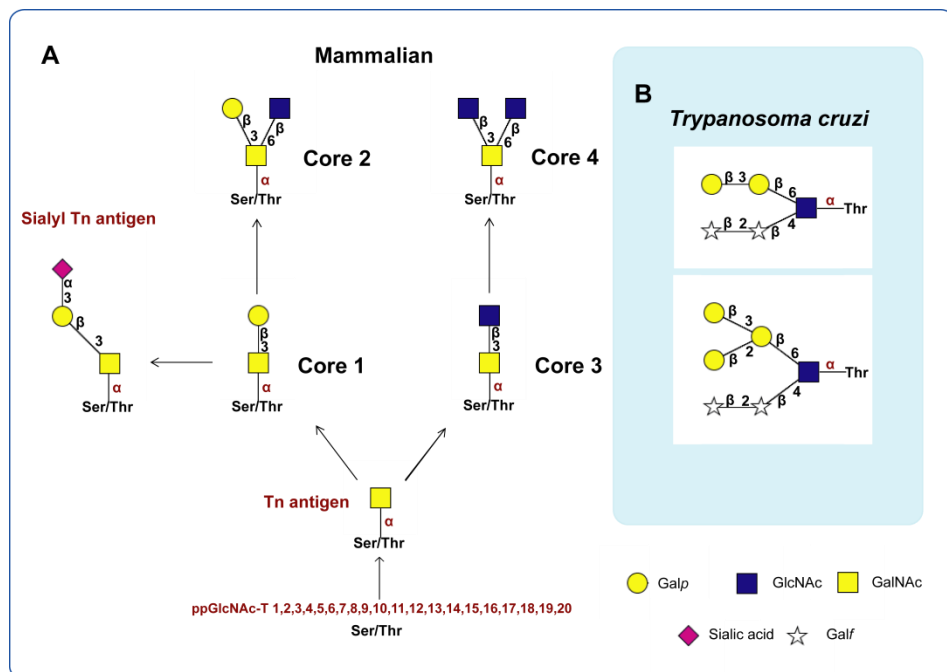 A
Mammalian
β
3
β
6
α
Ser/Thr
Core 2
β
3
β
6
α
Ser/Thr
Core 4
Sialyl Tn antigen
α
3
β
3
α
Ser/Thr
β
3
α
Ser/Thr
Core 1
β
3
α
Ser/Thr
Core 3
Tn antigen
α
Ser/Thr
ppGlcNAc-T 1,2,3,4,5,6,7,8,9,10,11,12,13,14,15,16,17,18,19,20
Ser/Thr
B
Trypanosoma cruzi
β 3 β 6
α Thr
β 2 β 4
β 3
β 6
β 2
α Thr
β 2 β 4
Galp
GlcNAc
GalNAc
Sialic acid
Galf